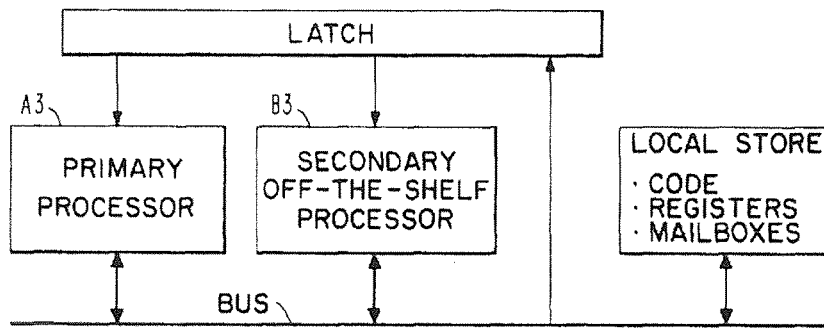 LATCH
A3
B3
PRIMARY
PROCESSOR
SECONDARY
OFF-THE-SHELF
PROCESSOR
LOCAL STORE
· CODE
· REGISTERS
· MAILBOXES
BUS